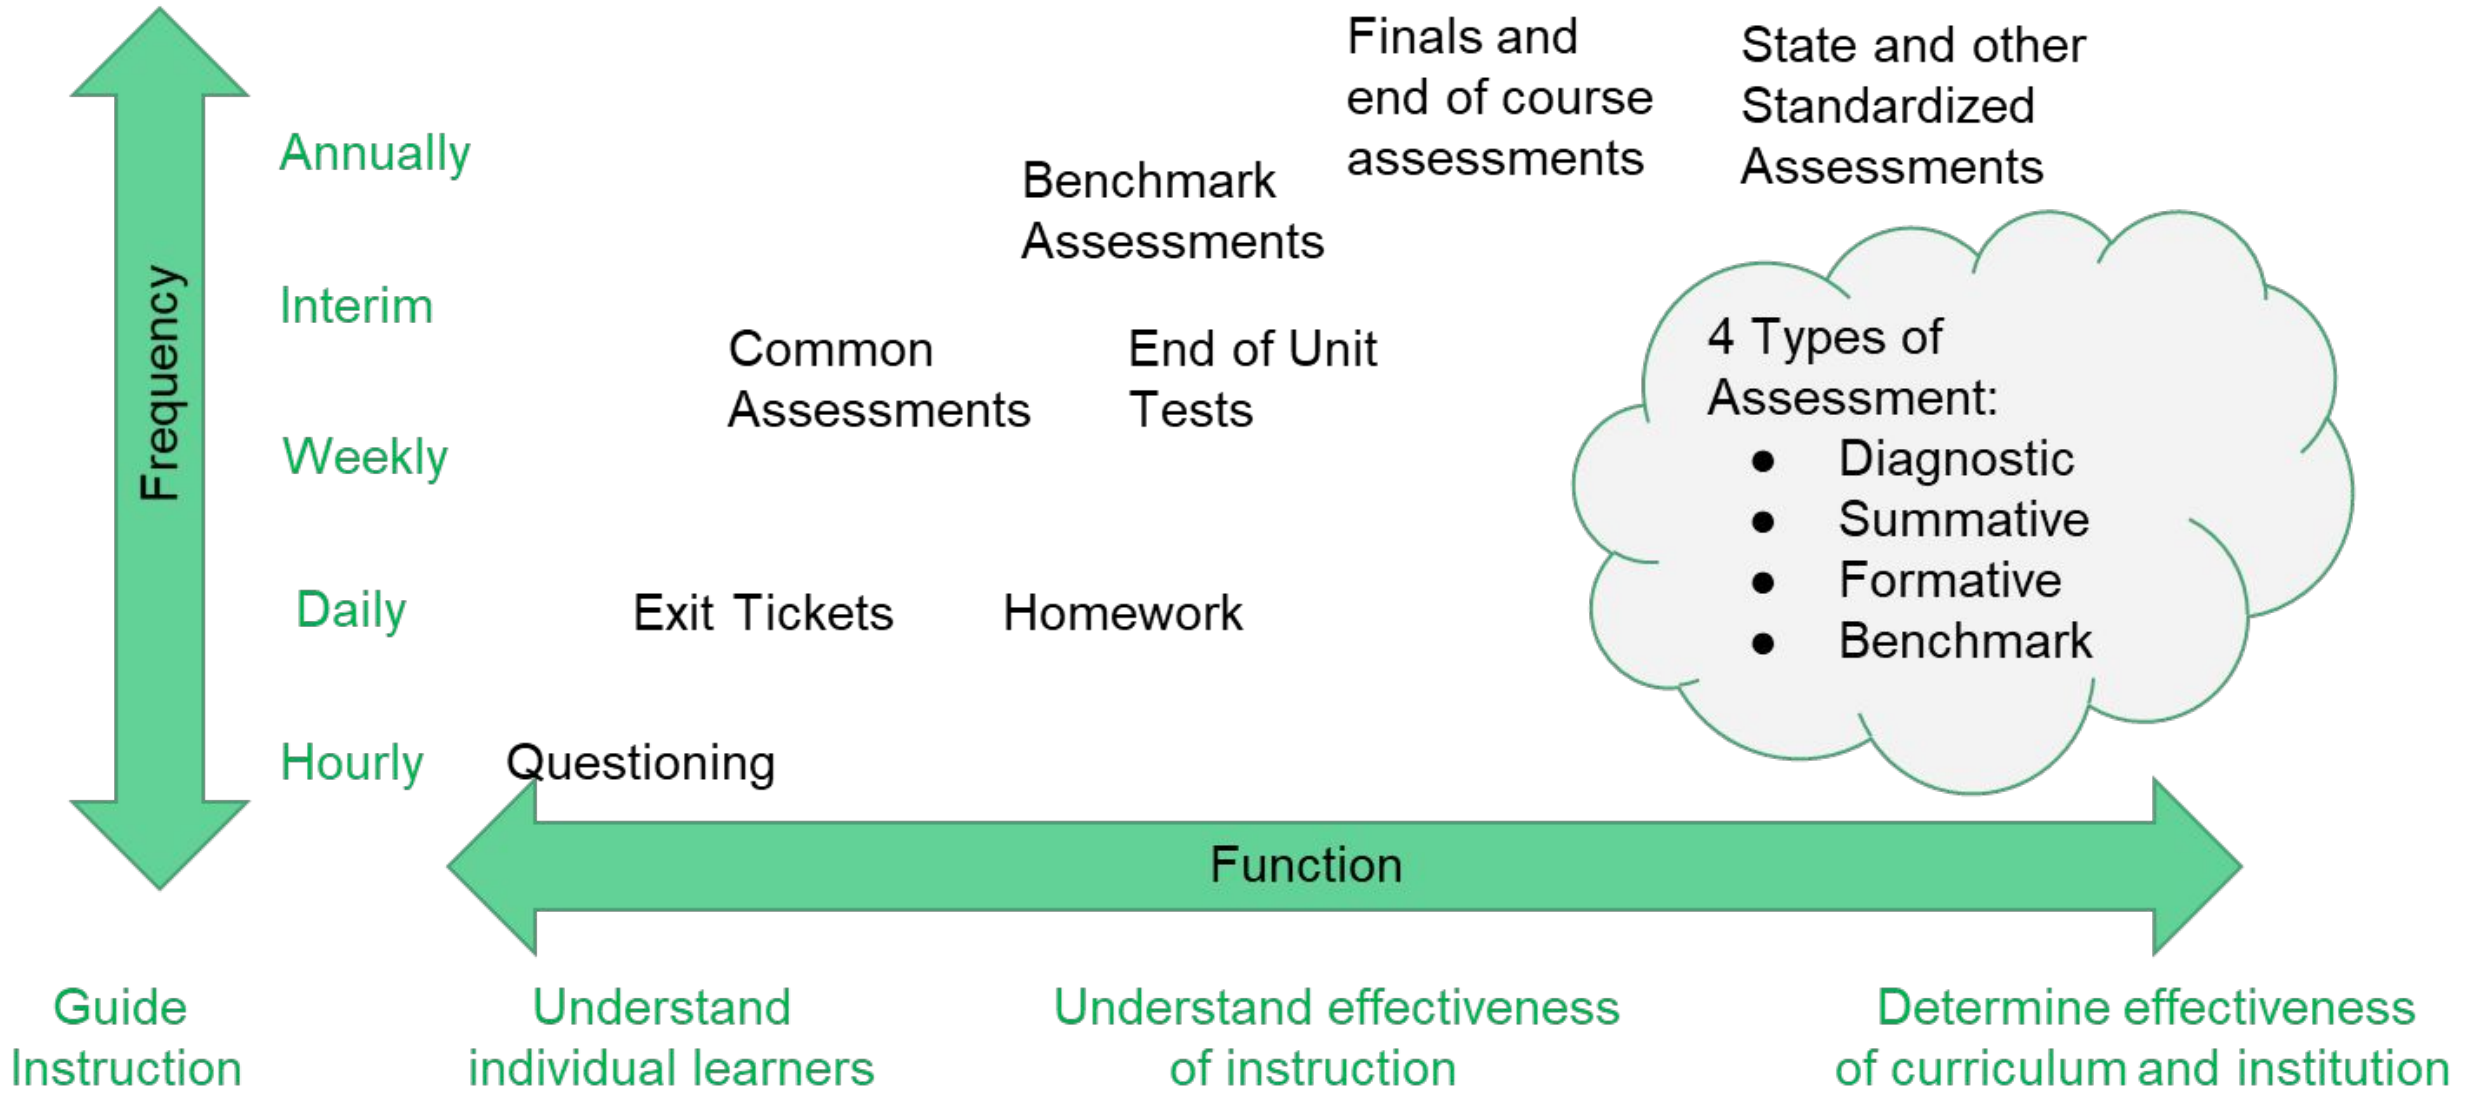 Finals and
end of course
assessments
State and other
Standardized
Assessments
Annually
Benchmark
Assessments
Interim
Frequency
Common
Assessments
End of Unit
Tests
4 Types of
Assessment:
● Diagnostic
● Summative
● Formative
● Benchmark
Weekly
Daily
Exit Tickets
Homework
Hourly
Questioning
Function
Guide
Instruction
Understand
individual learners
Understand effectiveness
of instruction
Determine effectiveness
of curriculum and institution